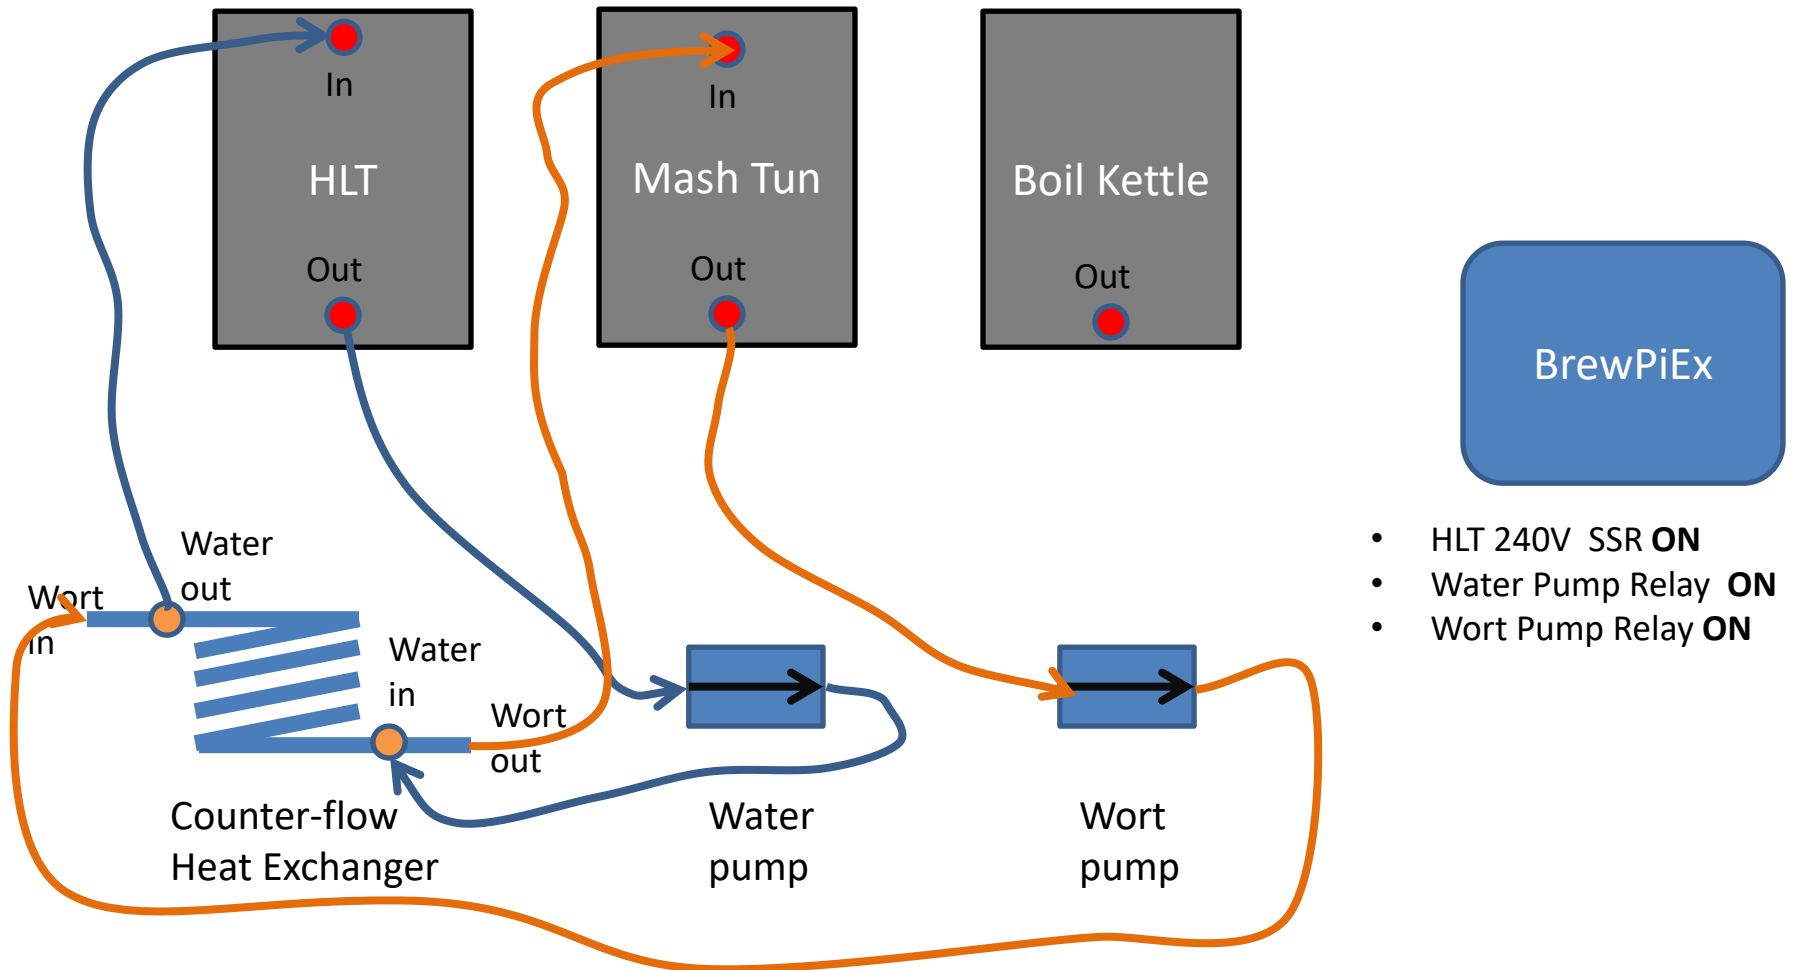 In
HLT
Out
In
Mash Tun
Out
Boil Kettle
Out
BrewPiEx
• HLT 240V SSR ON
• Water Pump Relay ON
• Wort Pump Relay ON
Water
out
Wort
in
Water
in
Wort
out
Counter-flow
Heat Exchanger
Water
pump
Wort
pump